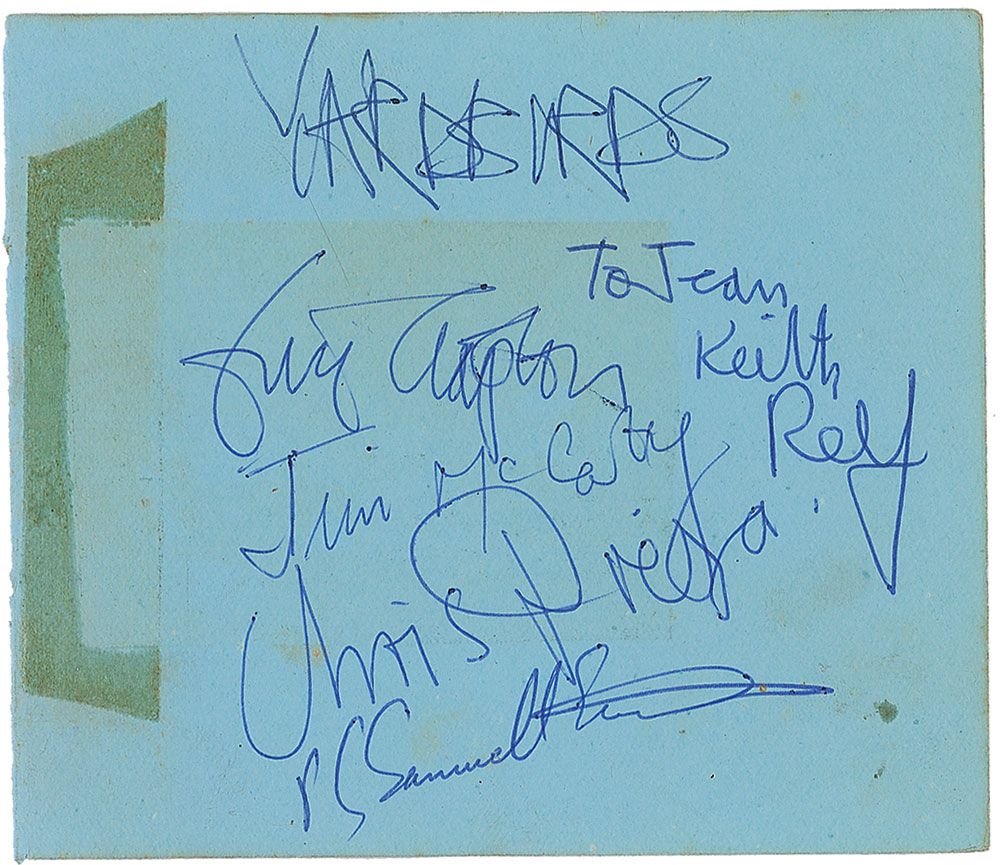 YARDBIRDS
To Jean
Keith
Relf
Eric Clapton
Jim McCarty
Chris Dreja.
P Samwell Smith